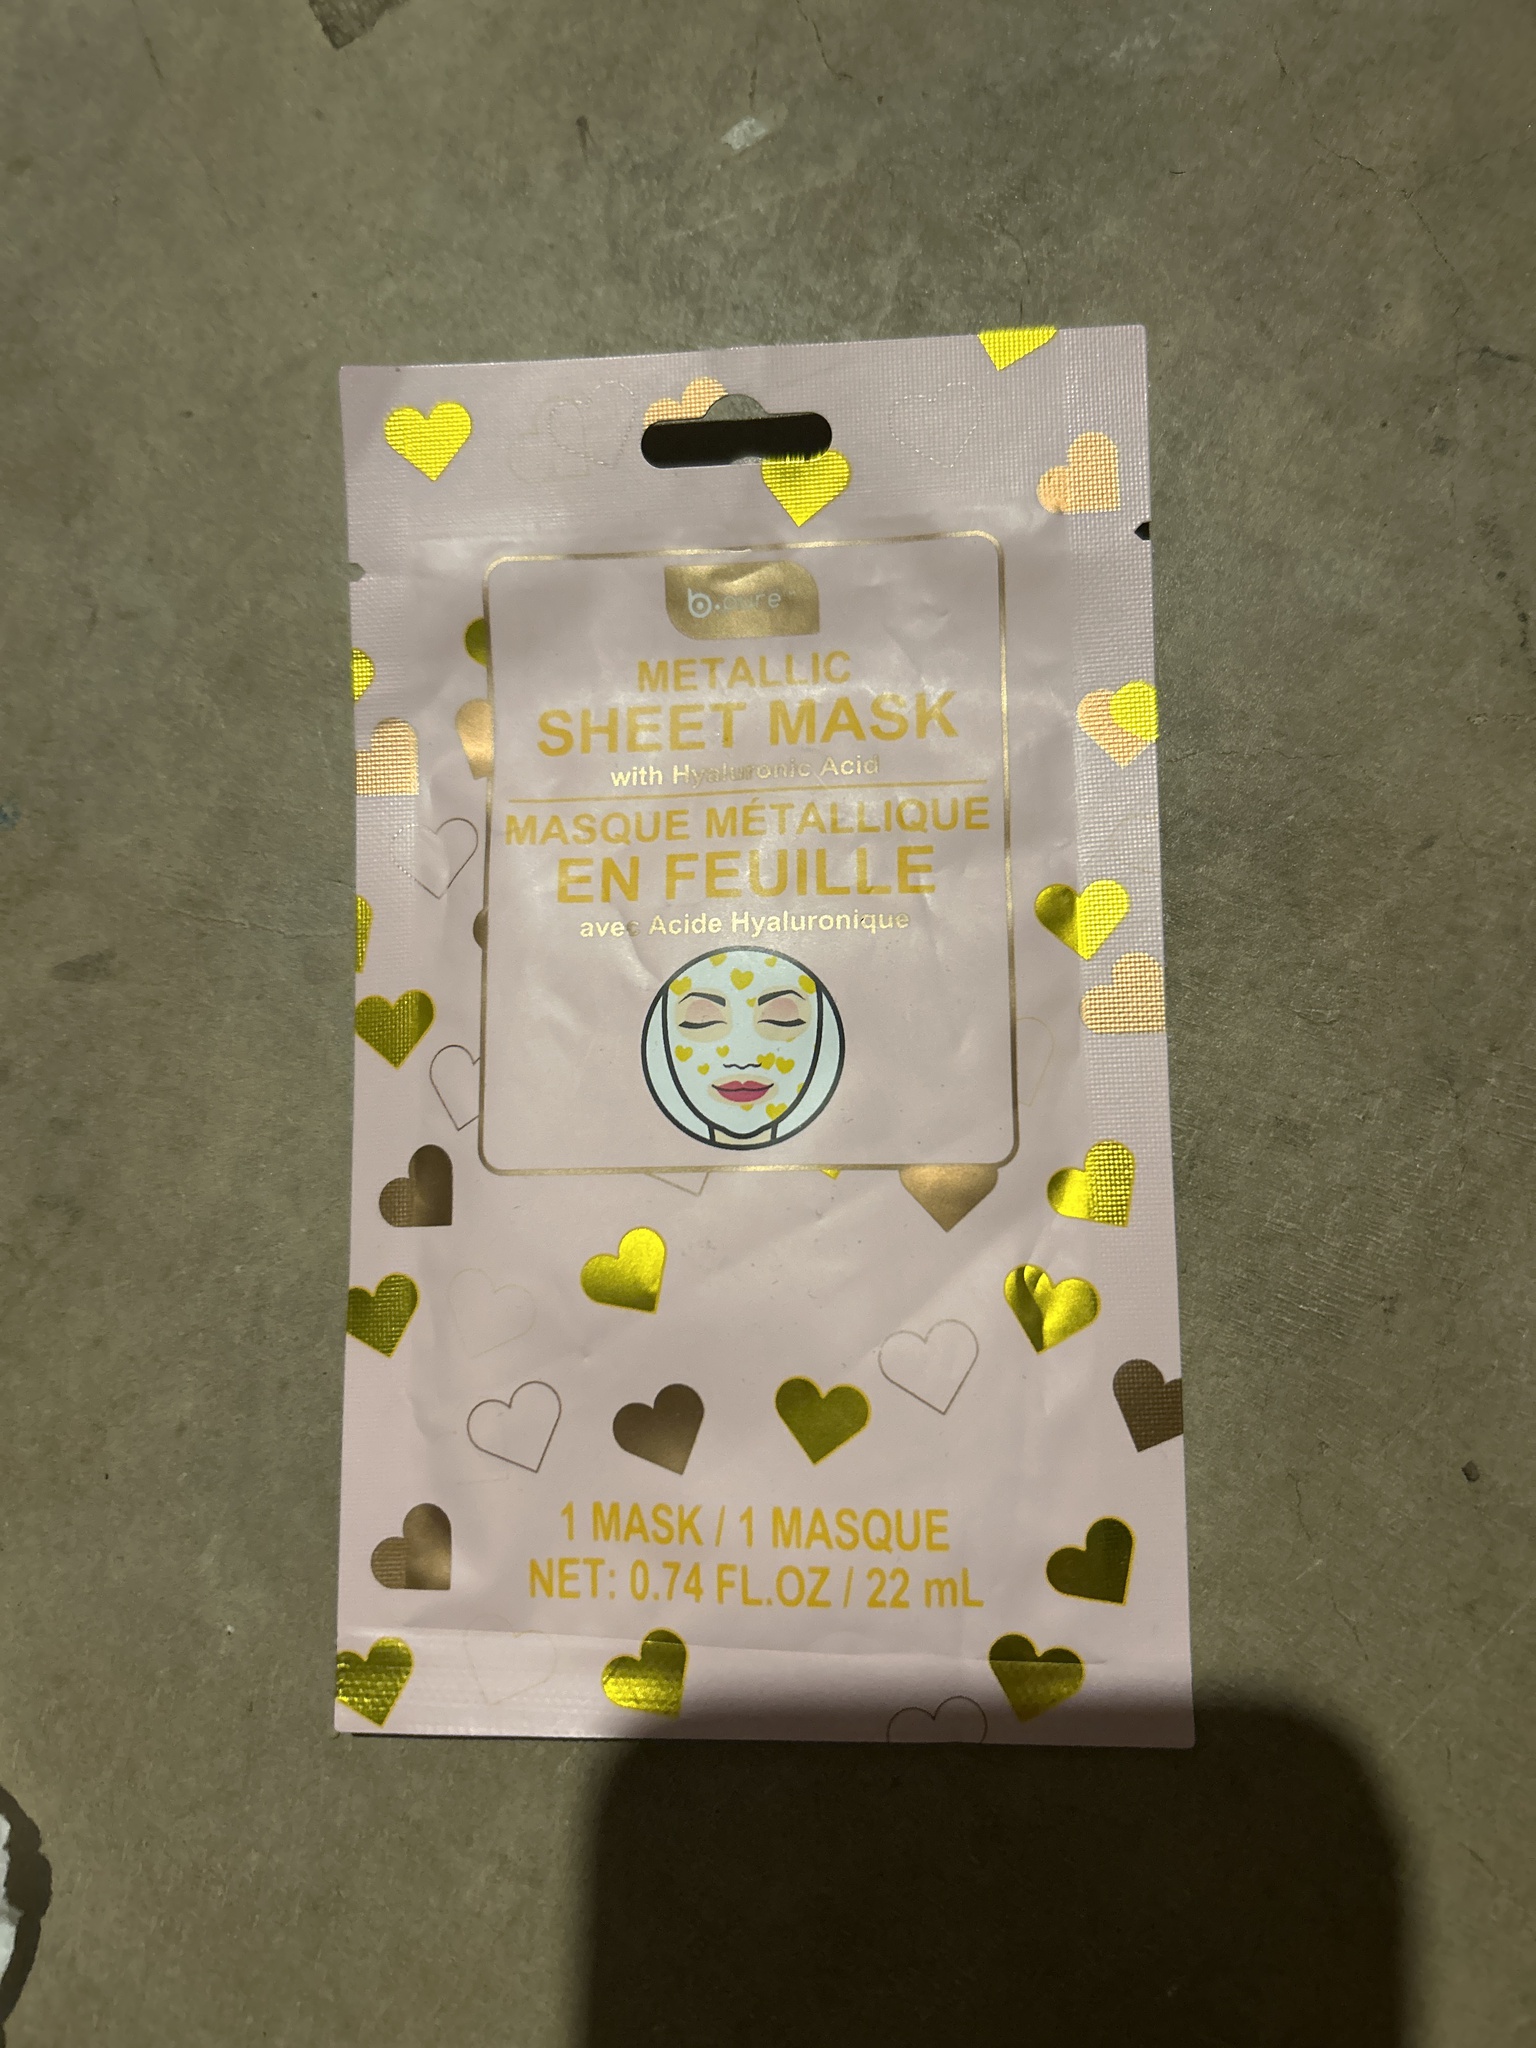 b.pure
METALLIC
SHEET MASK
with Hyaluronic Acid
MASQUE MÉTALLIQUE
EN FEUILLE
avec Acide Hyaluronique
1 MASK / 1 MASQUE
NET: 0.74 FL.OZ / 22 mL